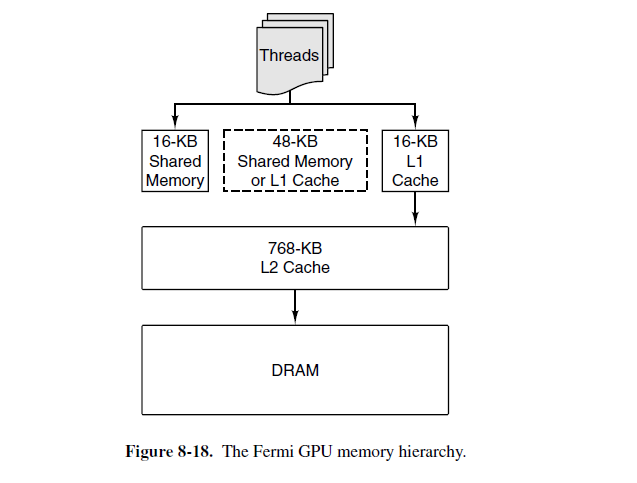 Threads
16-KB
Shared
Memory
48-KB
Shared Memory
or L1 Cache
16-KB
L1
Cache
768-KB
L2 Cache
DRAM
Figure 8-18. The Fermi GPU memory hierarchy.